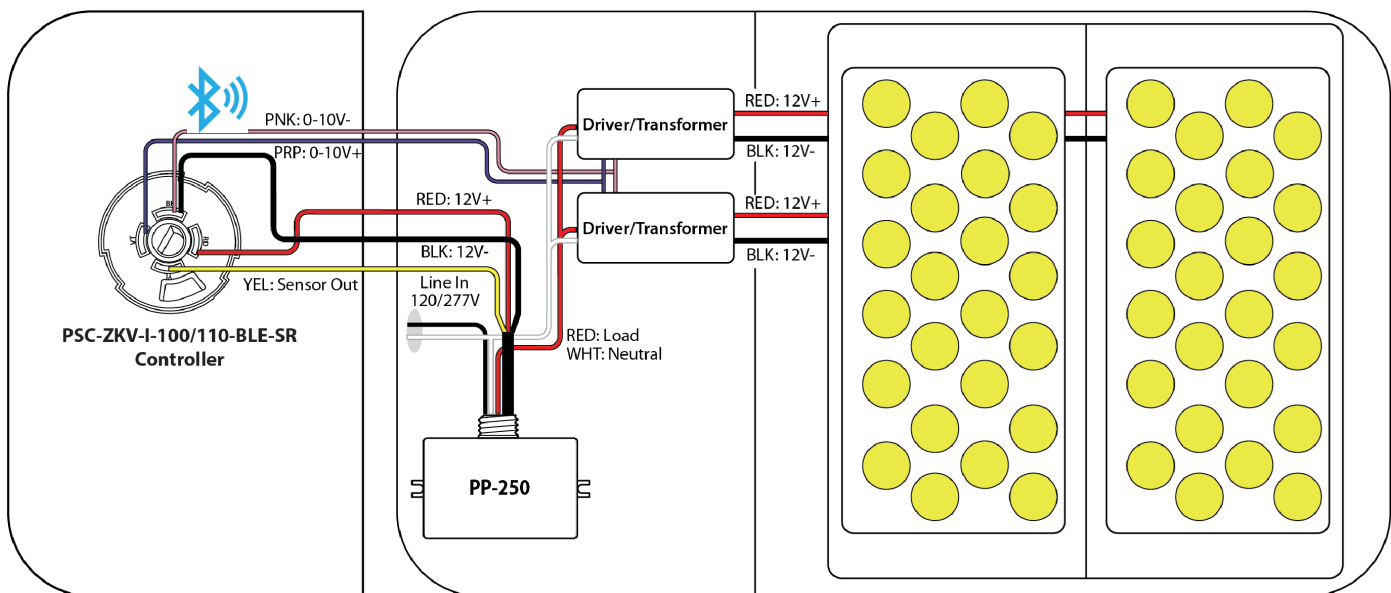 PNK: 0-10V-
PRP: 0-10V+
RED: 12V+
BLK: 12V-
YEL: Sensor Out
Line In
120/277V
PSC-ZKV-I-100/110-BLE-SR
Controller
RD
Driver/Transformer
Driver/Transformer
RED: 12V+
BLK: 12V-
RED: 12V+
BLK: 12V-
RED: Load
WHT: Neutral
PP-250